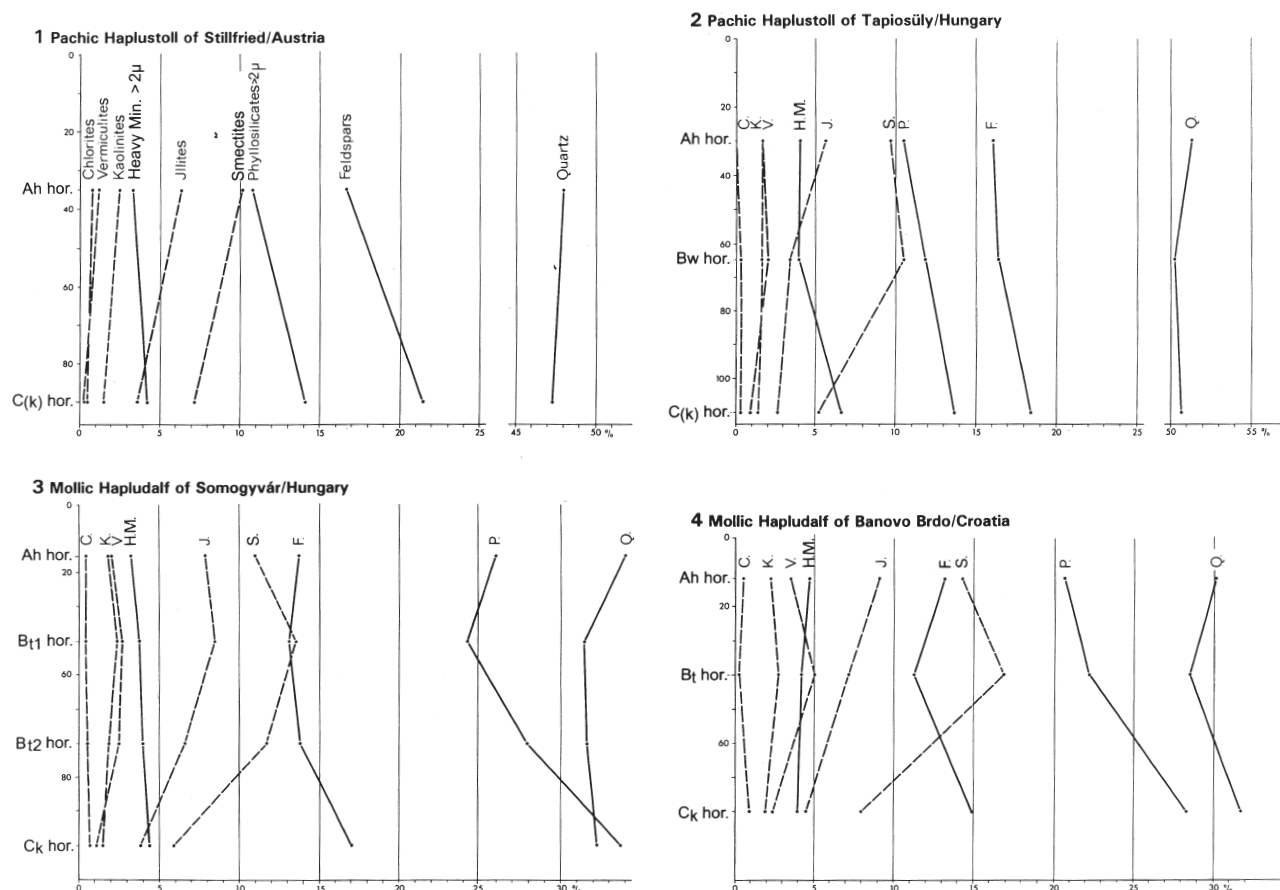 1 Pachic Haplustoll of Stillfried/Austria
0
20
40
60
80
Ah hor.
C(k) hor.
Chlorites
Vermiculites
Kaolinites
Heavy Min. >2µ
Jllites
Smectites
Phyllosilicates>2µ
Feldspars
Quartz
0 5 10 15 20 25 45 50 %
2 Pachic Haplustoll of Tapiosüly/Hungary
0
20
40
60
80
100
Ah hor.
Bw hor.
C(k) hor.
C. K. V. H.M. J. S. P. F. Q.
0 5 10 15 20 25 50 55 %
3 Mollic Hapludalf of Somogyvár/Hungary
0
20
60
80
Ah hor.
Bt1 hor.
Bt2 hor.
Ck hor.
C. K. V. H.M. J. S. F. P. Q.
0 5 10 15 20 25 30 %
4 Mollic Hapludalf of Banovo Brdo/Croatia
0
20
60
Ah hor.
Bt hor.
Ck hor.
C. K. V. H.M. J. F. S. P. Q.
0 5 10 15 20 25 30 %